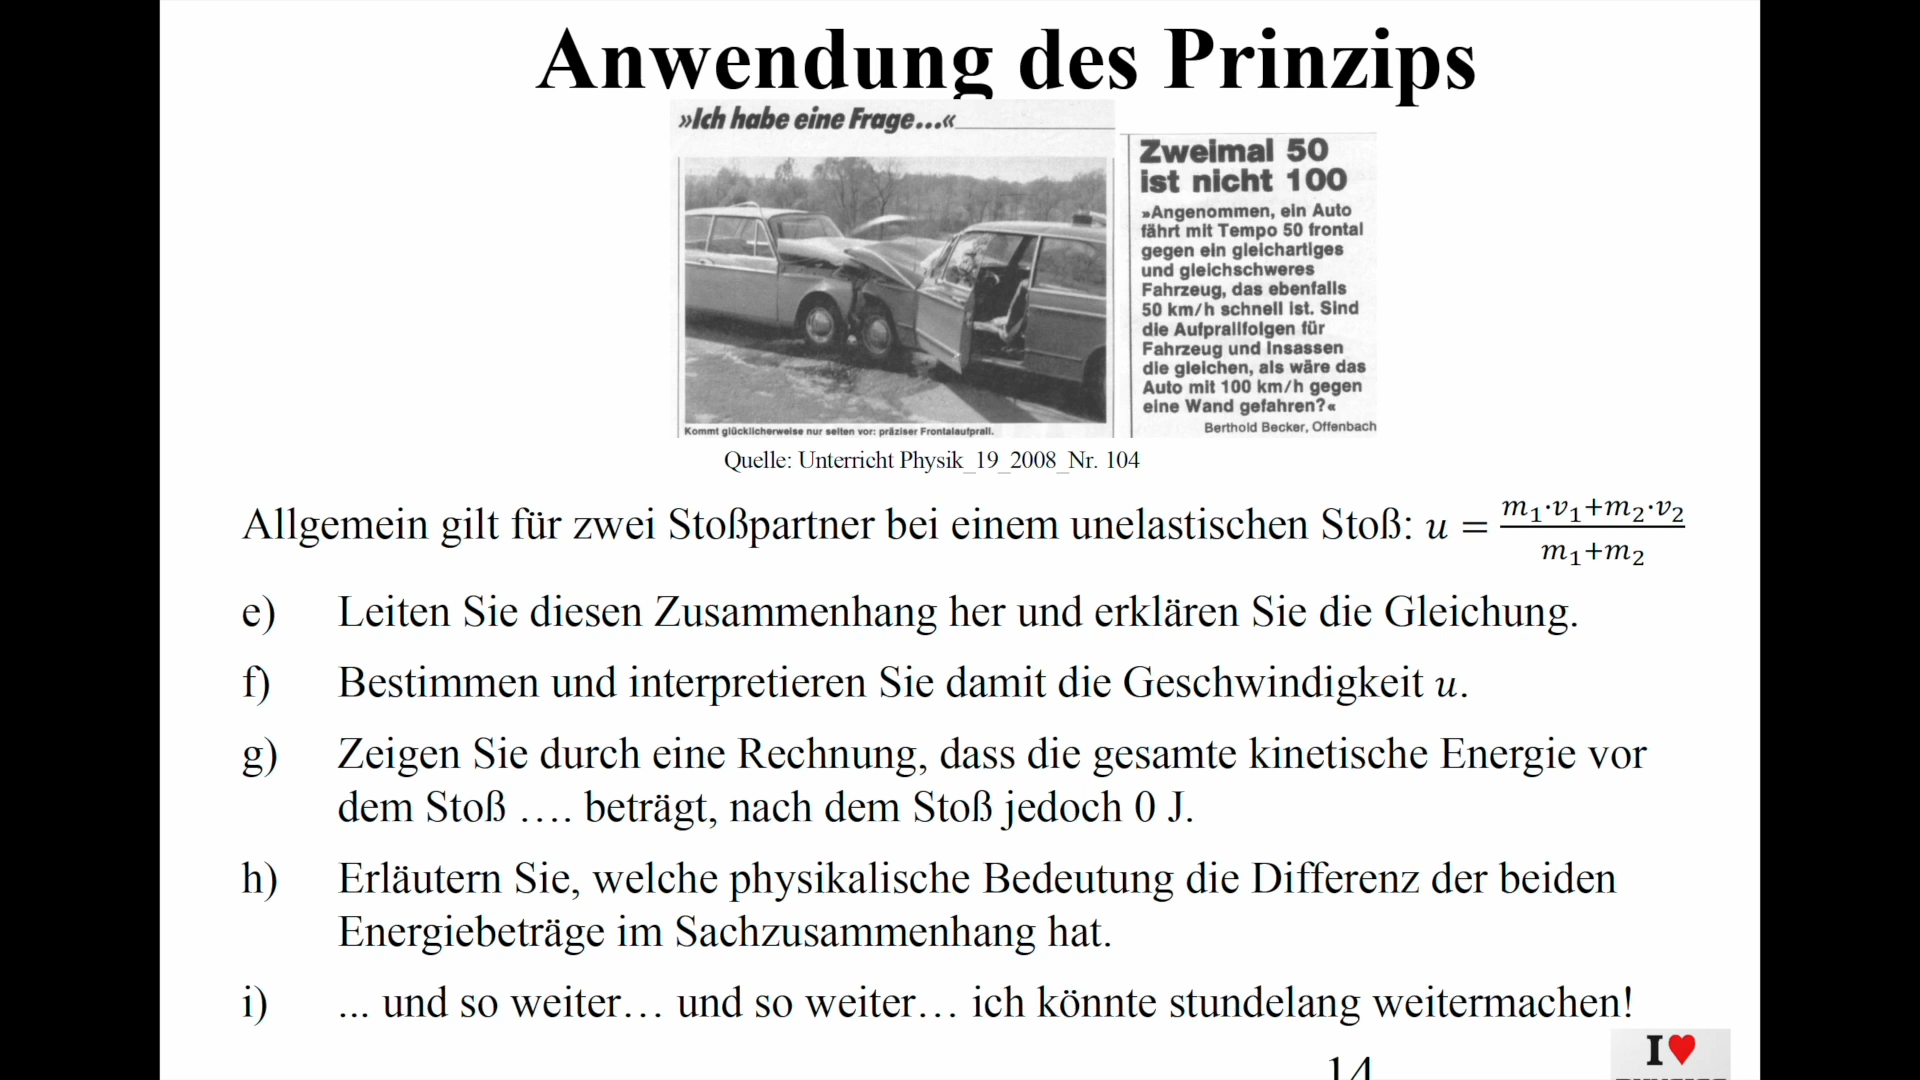 Anwendung des Prinzips
»Ich habe eine Frage...«
Kommt glücklicherweise nur selten vor: präziser Frontalaufprall.
Zweimal 50
ist nicht 100
»Angenommen, ein Auto
fährt mit Tempo 50 frontal
gegen ein gleichartiges
und gleichschweres
Fahrzeug, das ebenfalls
50 km/h schnell ist. Sind
die Aufprallfolgen für
Fahrzeug und Insassen
die gleichen, als wäre das
Auto mit 100 km/h gegen
eine Wand gefahren?«
Berthold Becker, Offenbach
Quelle: Unterricht Physik_19_2008_Nr. 104
Allgemein gilt für zwei Stoßpartner bei einem unelastischen Stoß: u = (m₁·v₁+m₂·v₂)/(m₁+m₂)
e) Leiten Sie diesen Zusammenhang her und erklären Sie die Gleichung.
f) Bestimmen und interpretieren Sie damit die Geschwindigkeit u.
g) Zeigen Sie durch eine Rechnung, dass die gesamte kinetische Energie vor
dem Stoß …. beträgt, nach dem Stoß jedoch 0 J.
h) Erläutern Sie, welche physikalische Bedeutung die Differenz der beiden
Energiebeträge im Sachzusammenhang hat.
i) ... und so weiter… und so weiter… ich könnte stundelang weitermachen!
14
I♥